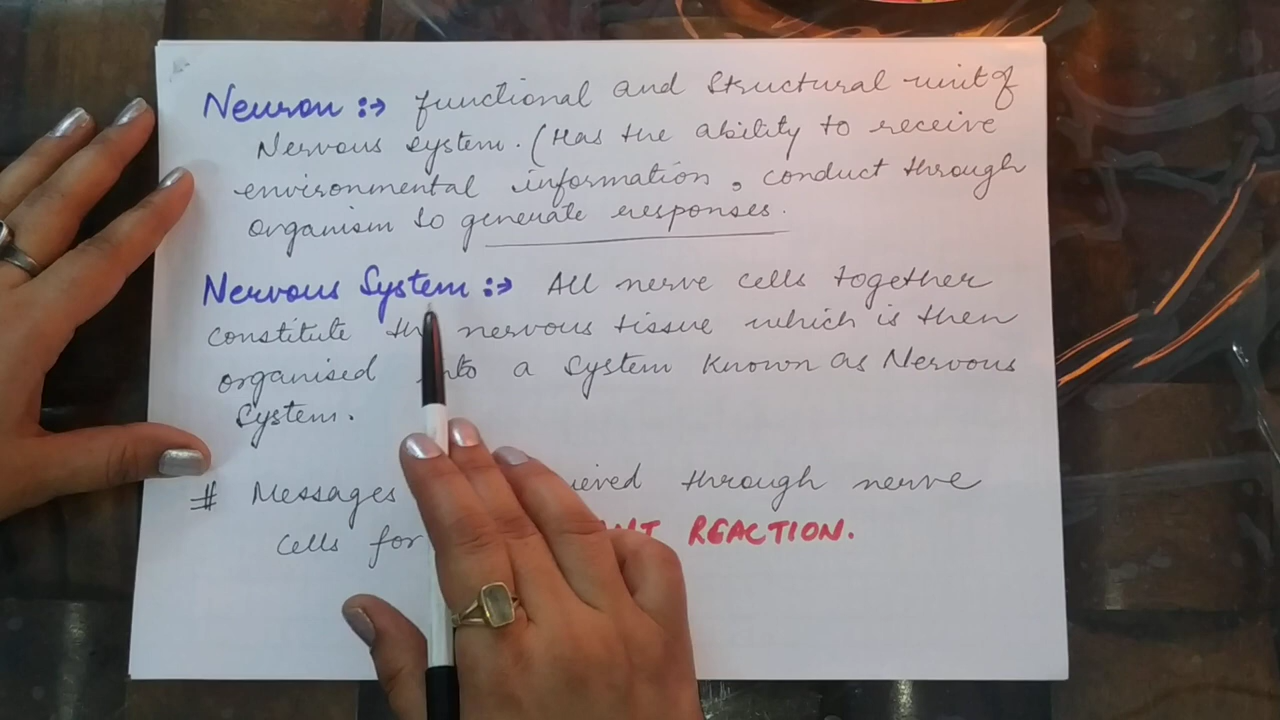 Neuron :→ functional and Structural unit of
Nervous system. (Has the ability to receive
environmental information, conduct through
organism to generate responses.
Nervous System :→ All nerve cells together
constitute the nervous tissue which is then
organised into a System Known as Nervous
System.
# Messages through nerve
cells for REACTION.